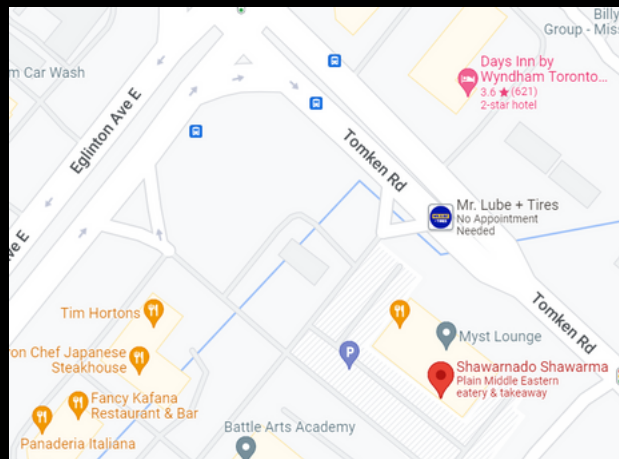 Billy
Group - Miss
m Car Wash
Days Inn by
Wyndham Toronto...
3.6 ★ (621)
2-star hotel
Eglinton Ave E
Tomken Rd
Mr. Lube + Tires
No Appointment
Needed
Ave E
Tim Hortons
Tomken Rd
Myst Lounge
ron Chef Japanese
Steakhouse
Shawarnado Shawarma
Plain Middle Eastern
eatery & takeaway
P
Fancy Kafana
Restaurant & Bar
Battle Arts Academy
Panaderia Italiana